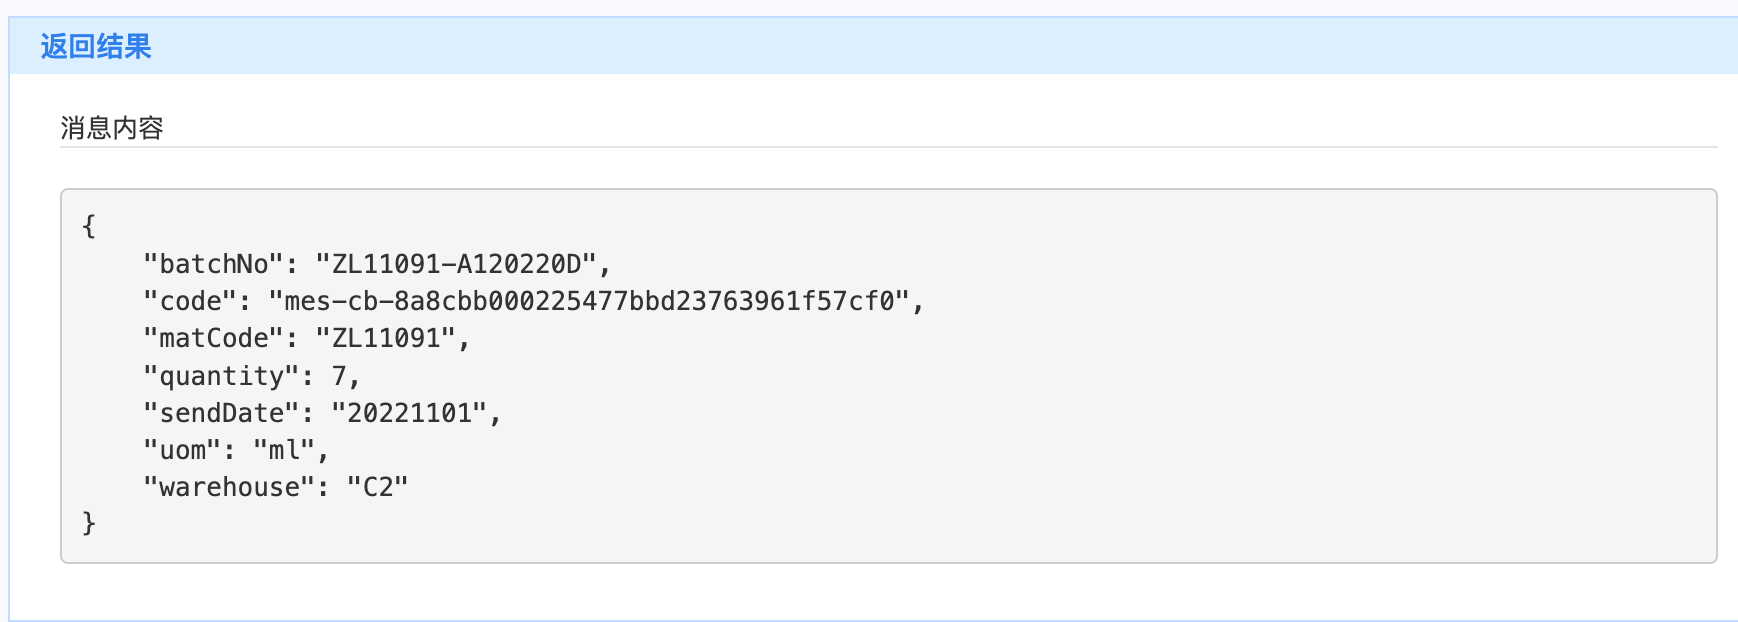 返回结果
消息内容
{
    "batchNo": "ZL11091-A120220D",
    "code": "mes-cb-8a8cbb000225477bbd23763961f57cf0",
    "matCode": "ZL11091",
    "quantity": 7,
    "sendDate": "20221101",
    "uom": "ml",
    "warehouse": "C2"
}